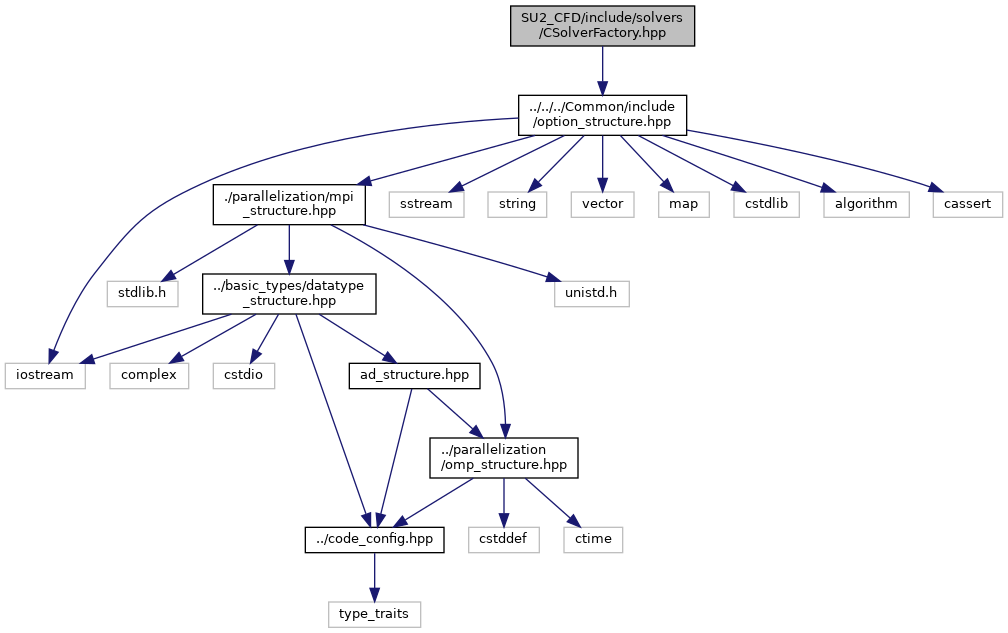 SU2_CFD/include/solvers
/CSolverFactory.hpp
../../../Common/include
/option_structure.hpp
./parallelization/mpi
_structure.hpp
sstream
string
vector
map
cstdlib
algorithm
cassert
stdlib.h
../basic_types/datatype
_structure.hpp
unistd.h
iostream
complex
cstdio
ad_structure.hpp
../parallelization
/omp_structure.hpp
../code_config.hpp
cstddef
ctime
type_traits